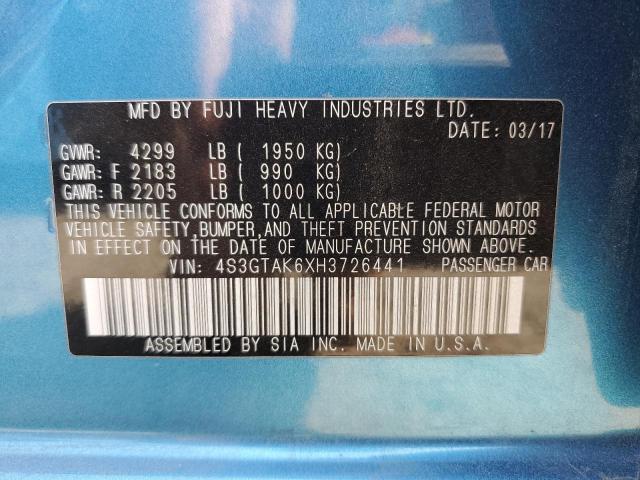 MFD BY FUJI HEAVY INDUSTRIES LTD.
DATE: 03/17
GVWR: 4299 LB ( 1950 KG)
GAWR: F 2183 LB ( 990 KG)
GAWR: R 2205 LB ( 1000 KG)
THIS VEHICLE CONFORMS TO ALL APPLICABLE FEDERAL MOTOR
VEHICLE SAFETY, BUMPER, AND THEFT PREVENTION STANDARDS
IN EFFECT ON THE DATE OF MANUFACTURE SHOWN ABOVE.
VIN: 4S3GTAK6XH3726441 PASSENGER CAR
ASSEMBLED BY SIA INC. MADE IN U.S.A.